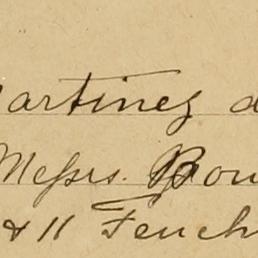 artinez d
Messrs. Bou
& 11 Fench